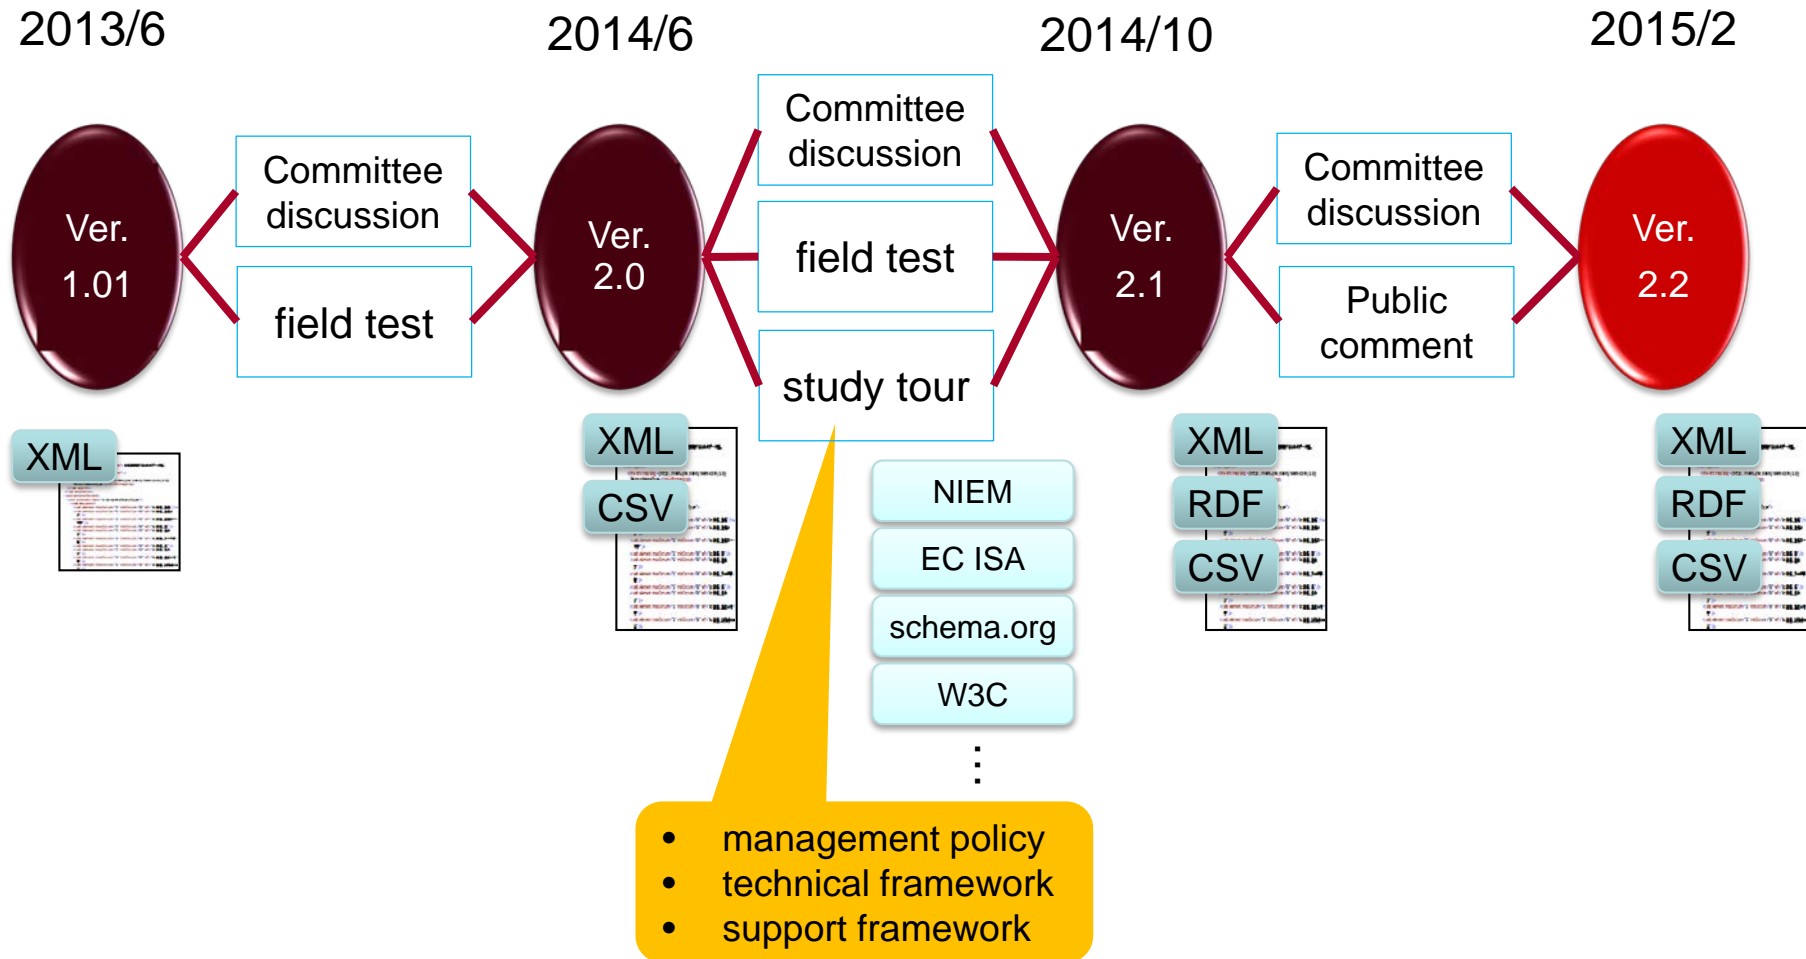 2013/6
2014/6
2014/10
2015/2
Ver.
1.01
Committee
discussion
field test
Ver.
2.0
Committee
discussion
field test
study tour
Ver.
2.1
Committee
discussion
Public
comment
Ver.
2.2
XML
XML
CSV
NIEM
EC ISA
schema.org
W3C
⋮
XML
RDF
CSV
XML
RDF
CSV
• management policy
• technical framework
• support framework